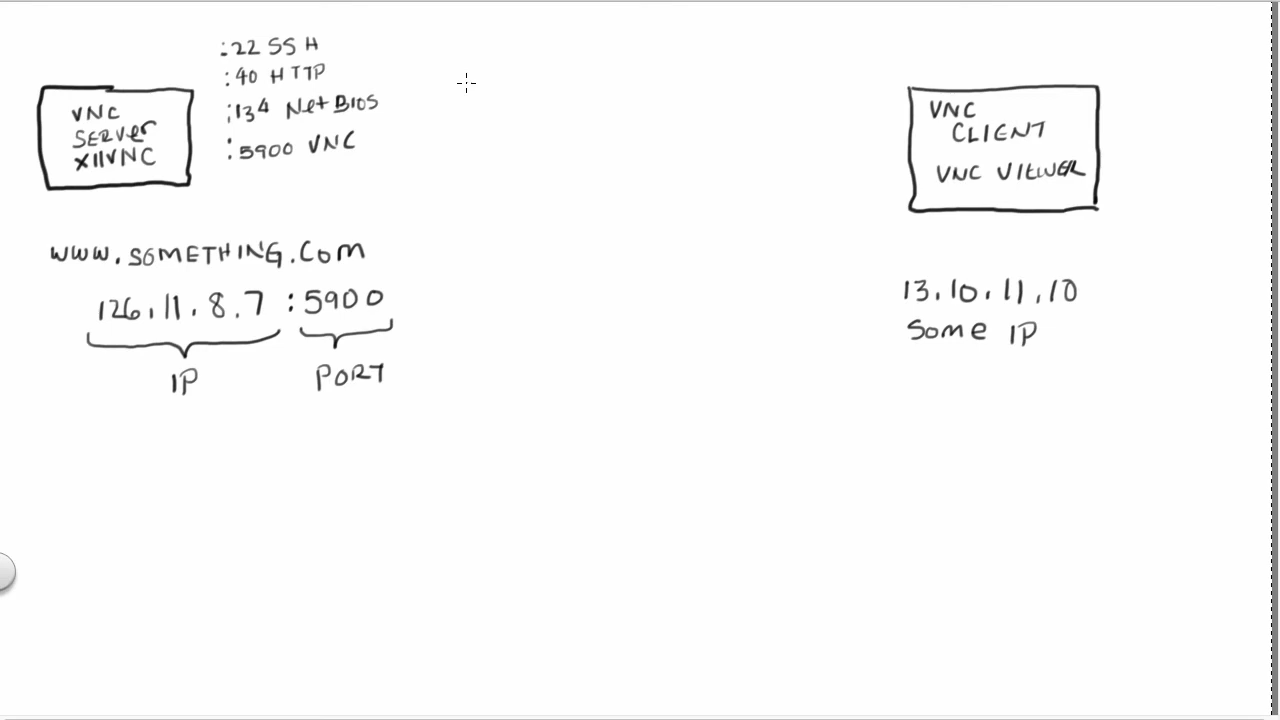 :22 SSH
:40 HTTP
:134 NetBIOS
:5900 VNC
VNC
SERVer
X11VNC
www.SOMETHING.COM
126.11.8.7 :5900
IP
PORT
VNC
CLIENT
VNC VIEWER
13.10.11.10
Some IP